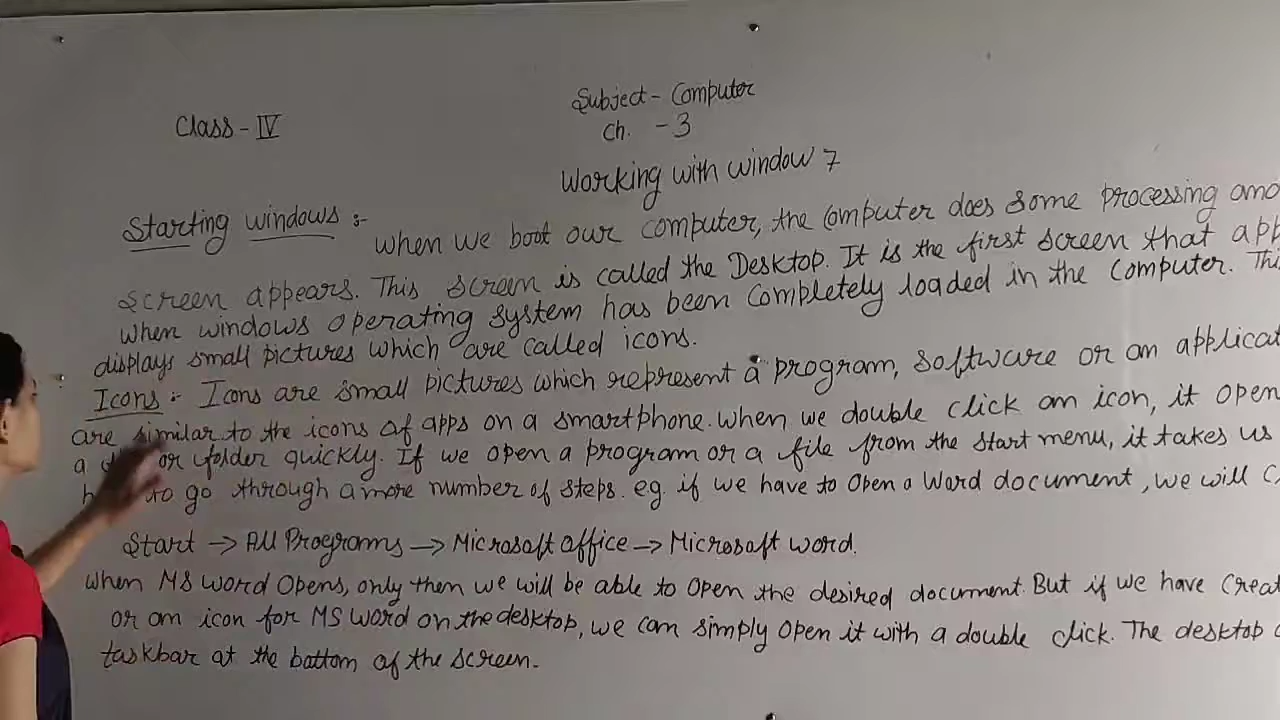 Class - IV
Subject - Computer
Ch. - 3
Working with window 7
Starting windows :- when we boot our computer, the computer does some processing and
screen appears. This screen is called the Desktop. It is the first screen that app
when windows operating system has been completely loaded in the computer. Thi
displays small pictures which are called icons.
Icons :- Icons are small pictures which represent a program, software or an applicat
are similar to the icons of apps on a smartphone. when we double click an icon, it open
a or folder quickly. If we open a program or a file from the start menu, it takes us
to go through a more number of steps. eg. if we have to open a Word document, we will c
Start → All Programs → Microsoft office → Microsoft word.
when MS word opens, only then we will be able to open the desired document. But if we have creat
or an icon for MS word on the desktop, we can simply open it with a double click. The desktop
taskbar at the bottom of the screen.